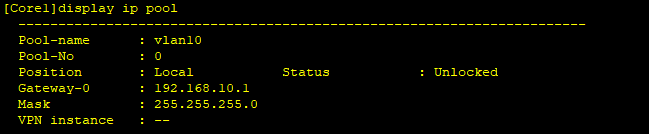 [Core1]display ip pool
-----------------------------------------------------------------------
Pool-name : vlan10
Pool-No : 0
Position : Local Status : Unlocked
Gateway-0 : 192.168.10.1
Mask : 255.255.255.0
VPN instance : --